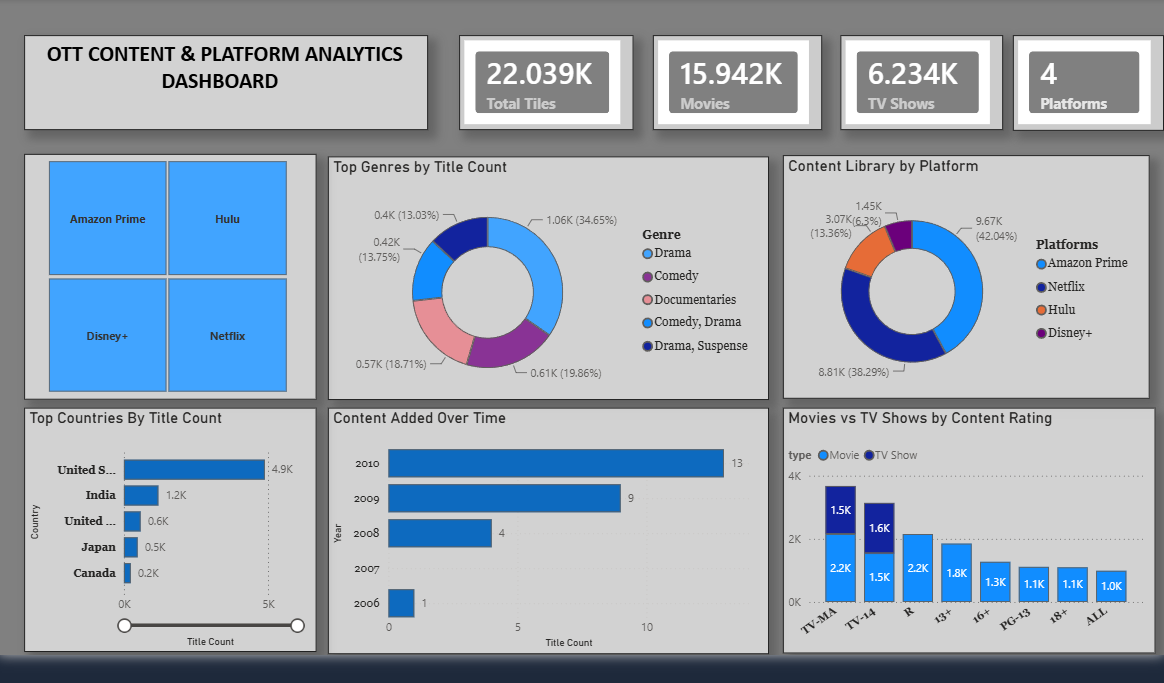 OTT CONTENT & PLATFORM ANALYTICS
DASHBOARD
22.039K
Total Tiles
15.942K
Movies
6.234K
TV Shows
4
Platforms
Amazon Prime
Hulu
Disney+
Netflix
Top Genres by Title Count
0.4K (13.03%)
1.06K (34.65%)
0.42K
(13.75%)
0.57K (18.71%)
0.61K (19.86%)
Genre
Drama
Comedy
Documentaries
Comedy, Drama
Drama, Suspense
Content Library by Platform
1.45K
(6.3%)
3.07K
(13.36%)
9.67K
(42.04%)
8.81K (38.29%)
Platforms
Amazon Prime
Netflix
Hulu
Disney+
Top Countries By Title Count
Country
United S... 4.9K
India 1.2K
United ... 0.6K
Japan 0.5K
Canada 0.2K
0K 5K
Title Count
Content Added Over Time
Year
2010 13
2009 9
2008 4
2007
2006 1
0 5 10
Title Count
Movies vs TV Shows by Content Rating
type Movie TV Show
4K
2K
0K
1.5K 1.6K
2.2K 1.5K 2.2K 1.8K 1.3K 1.1K 1.1K 1.0K
TV-MA TV-14 R 13+ 16+ PG-13 18+ ALL